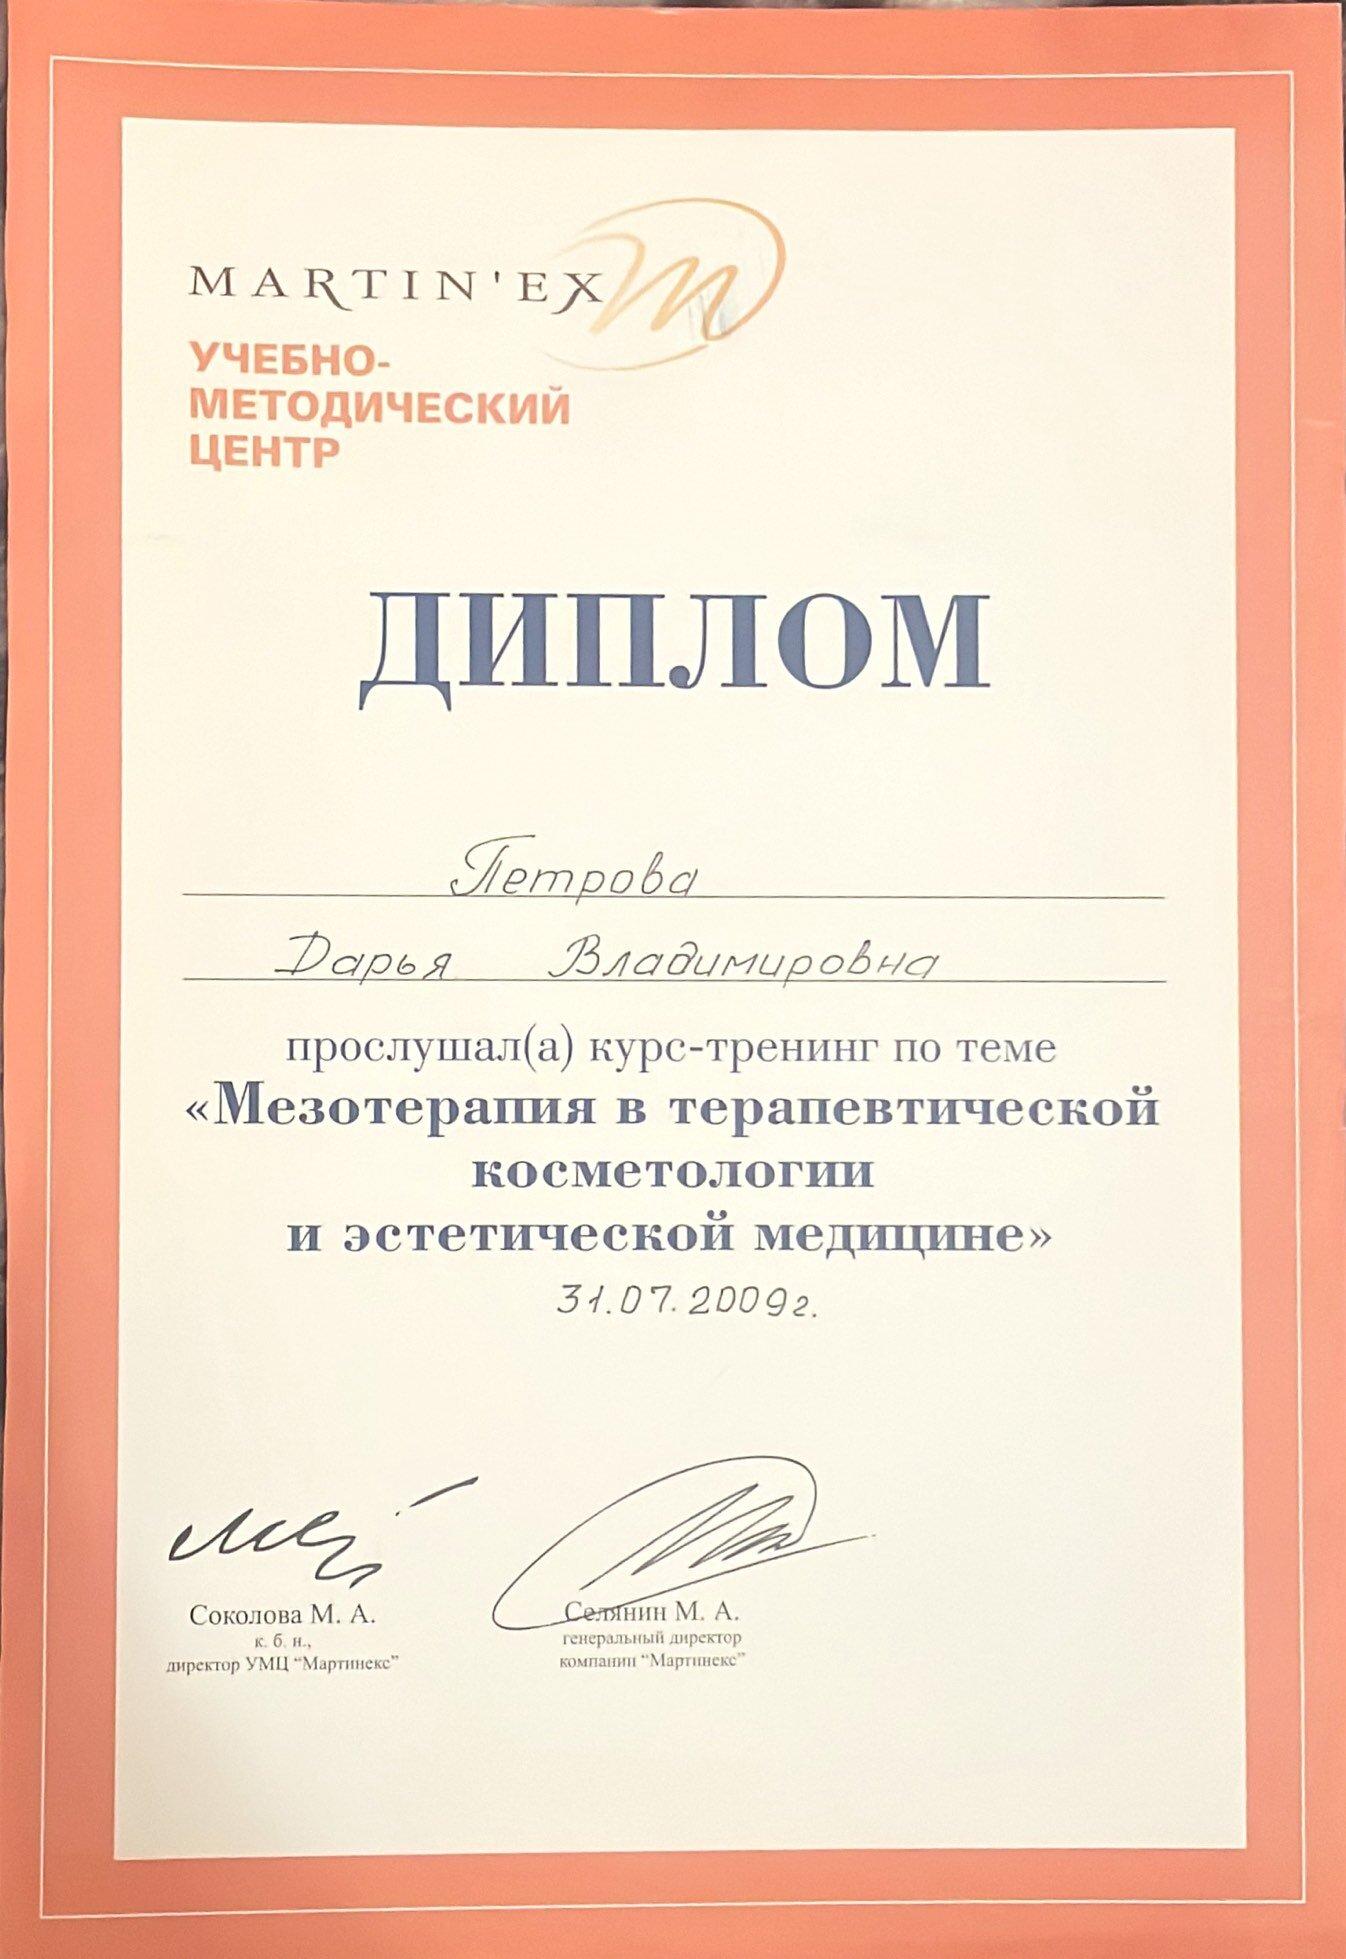 MARTIN'EX
УЧЕБНО-
МЕТОДИЧЕСКИЙ
ЦЕНТР
ДИПЛОМ
Петрова
Дарья Владимировна
прослушал(а) курс-тренинг по теме
«Мезотерапия в терапевтической
косметологии
и эстетической медицине»
31.07.2009г.
Соколова М. А.
к. б. н.,
директор УМЦ “Мартинекс”
Селянин М. А.
генеральный директор
компании “Мартинекс”